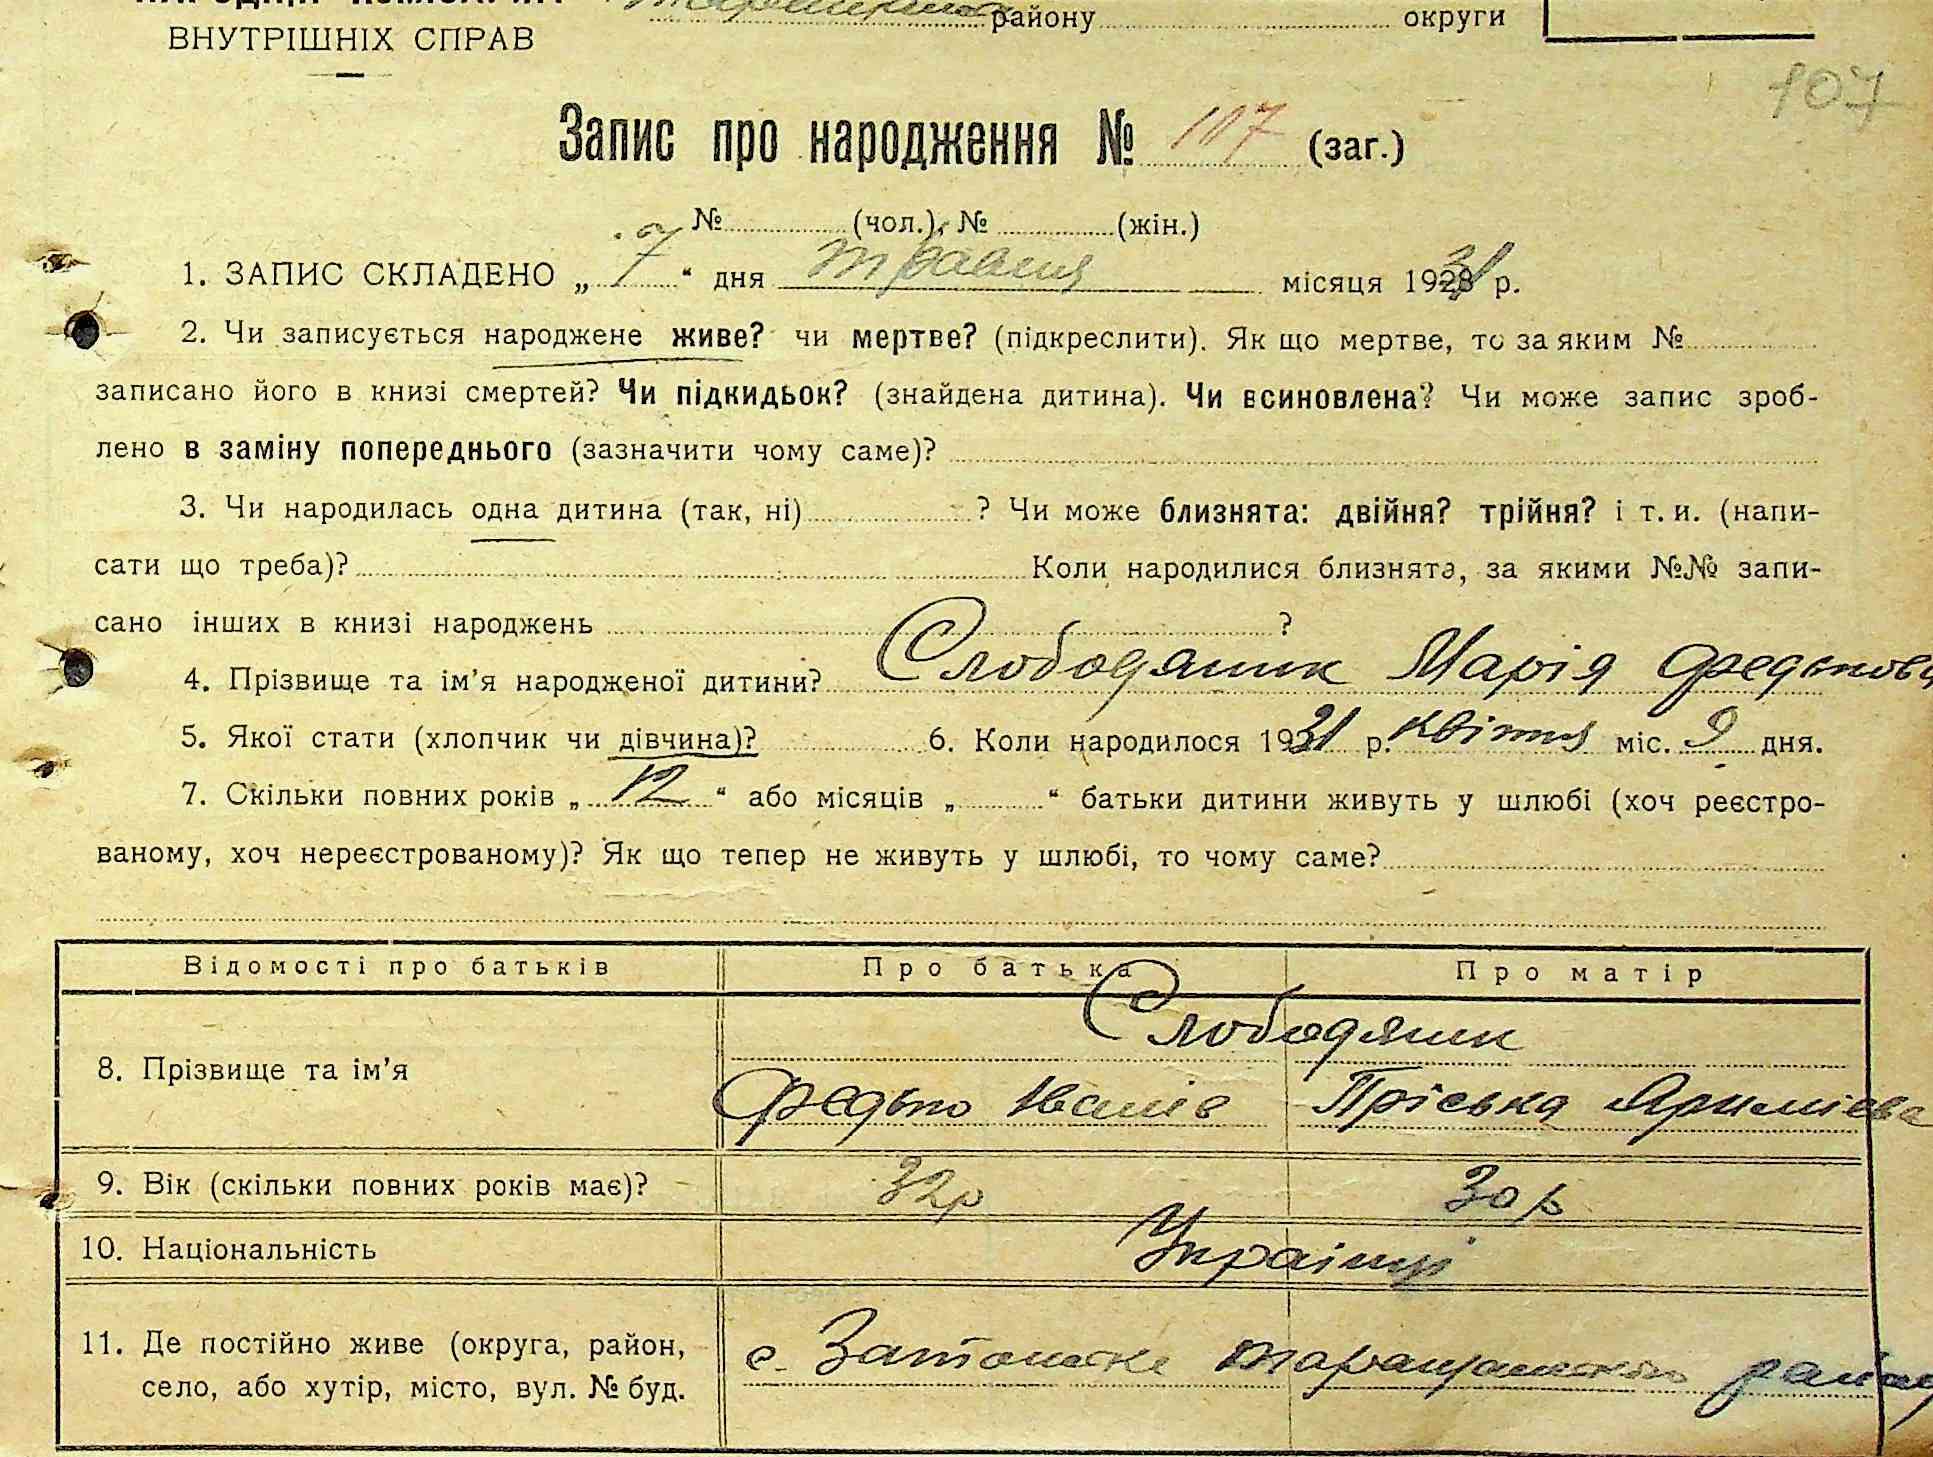 ВНУТРІШНІХ СПРАВ
району округи
107
Запис про народження № 107 (заг.)
№ (чол.), № (жін.)
1. ЗАПИС СКЛАДЕНО „ 7 “ дня травня місяця 1931 р.
2. Чи записується народжене живе? чи мертве? (підкреслити). Як що мертве, то за яким №
записано його в книзі смертей? Чи підкидьок? (знайдена дитина). Чи всиновлена? Чи може запис зроб-
лено в заміну попереднього (зазначити чому саме)?
3. Чи народилась одна дитина (так, ні) ? Чи може близнята: двійня? трійня? і т. и. (напи-
сати що треба)? Коли народилися близнята, за якими №№ запи-
сано інших в книзі народжень ?
4. Прізвище та ім’я народженої дитини? Слободяник Марія
5. Якої стати (хлопчик чи дівчина)? 6. Коли народилося 1931 р. квітня міс. 9 дня.
7. Скільки повних років „ 12 “ або місяців „ “ батьки дитини живуть у шлюбі (хоч реєстро-
ваному, хоч нереєстрованому)? Як що тепер не живуть у шлюбі, то чому саме?
Відомості про батьків Про батька Про матір
8. Прізвище та ім’я Слободяник
Федько Іванів Пріська
9. Вік (скільки повних років має)? 32р 30 р
10. Національність Українці
11. Де постійно живе (округа, район,
село, або хутір, місто, вул. № буд.
с.